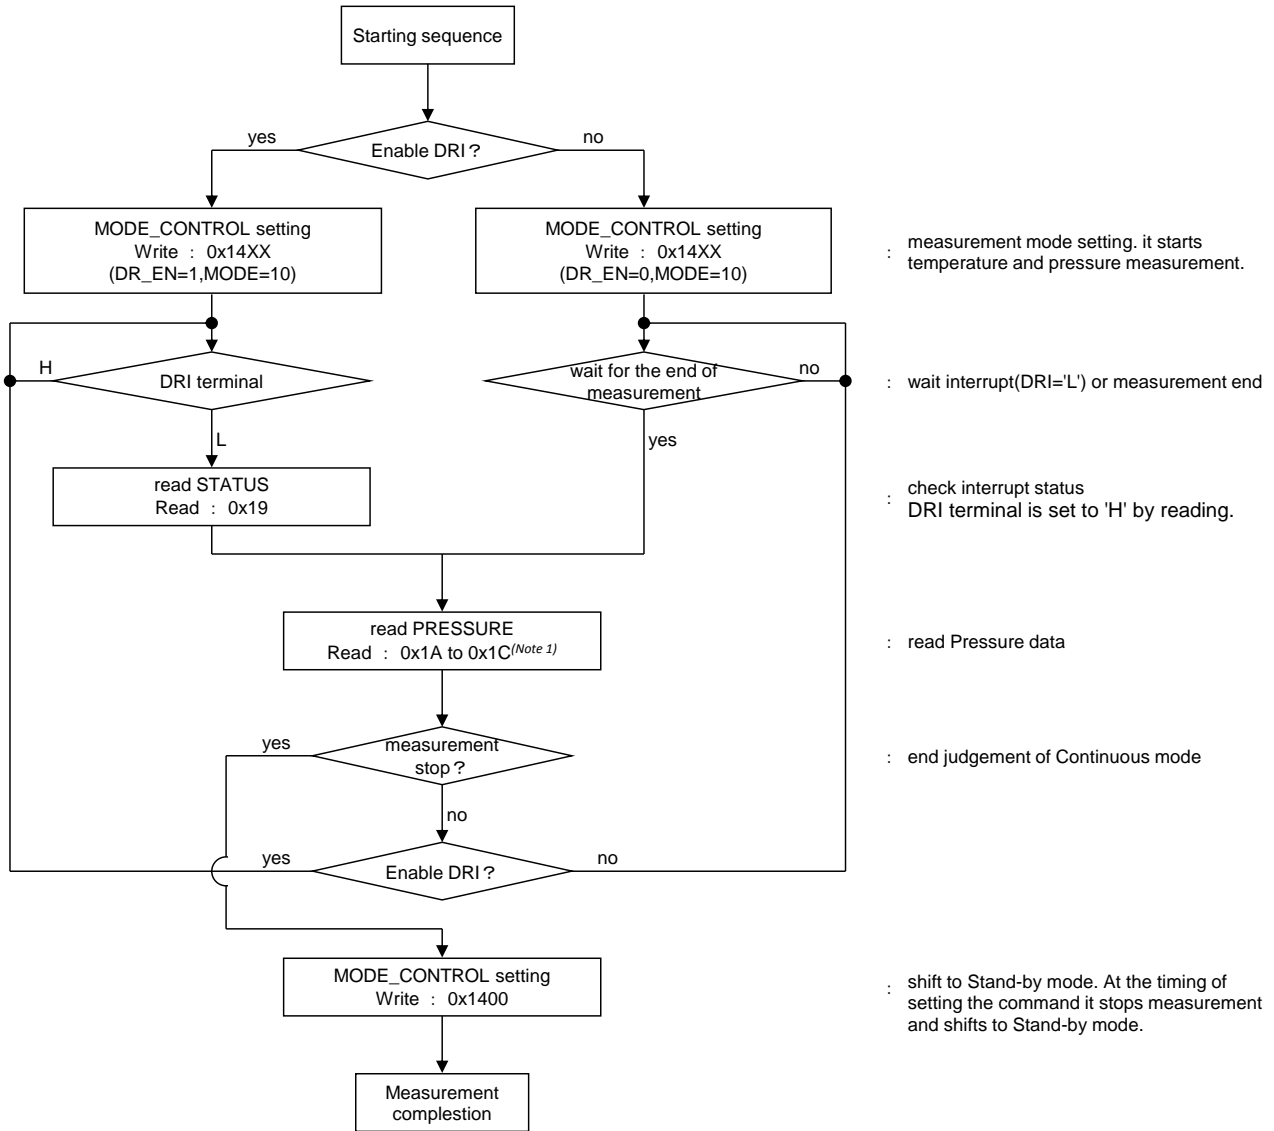 Starting sequence
yes
no
Enable DRI？
MODE_CONTROL setting
Write ： 0x14XX
(DR_EN=1,MODE=10)
MODE_CONTROL setting
Write ： 0x14XX
(DR_EN=0,MODE=10)
： measurement mode setting. it starts
temperature and pressure measurement.
H
DRI terminal
wait for the end of
measurement
no
： wait interrupt(DRI='L') or measurement end
L
yes
read STATUS
Read ： 0x19
： check interrupt status
DRI terminal is set to 'H' by reading.
read PRESSURE
Read ： 0x1A to 0x1C(Note 1)
： read Pressure data
yes
measurement
stop？
： end judgement of Continuous mode
no
yes
Enable DRI？
no
MODE_CONTROL setting
Write ： 0x1400
： shift to Stand-by mode. At the timing of
setting the command it stops measurement
and shifts to Stand-by mode.
Measurement
complestion